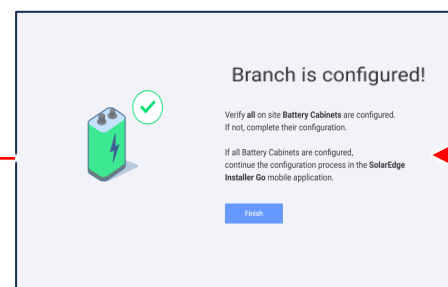 Branch is configured!
Verify all on site Battery Cabinets are configured.
If not, complete their configuration.
If all Battery Cabinets are configured,
continue the configuration process in the SolarEdge
Installer Go mobile application.
Finish